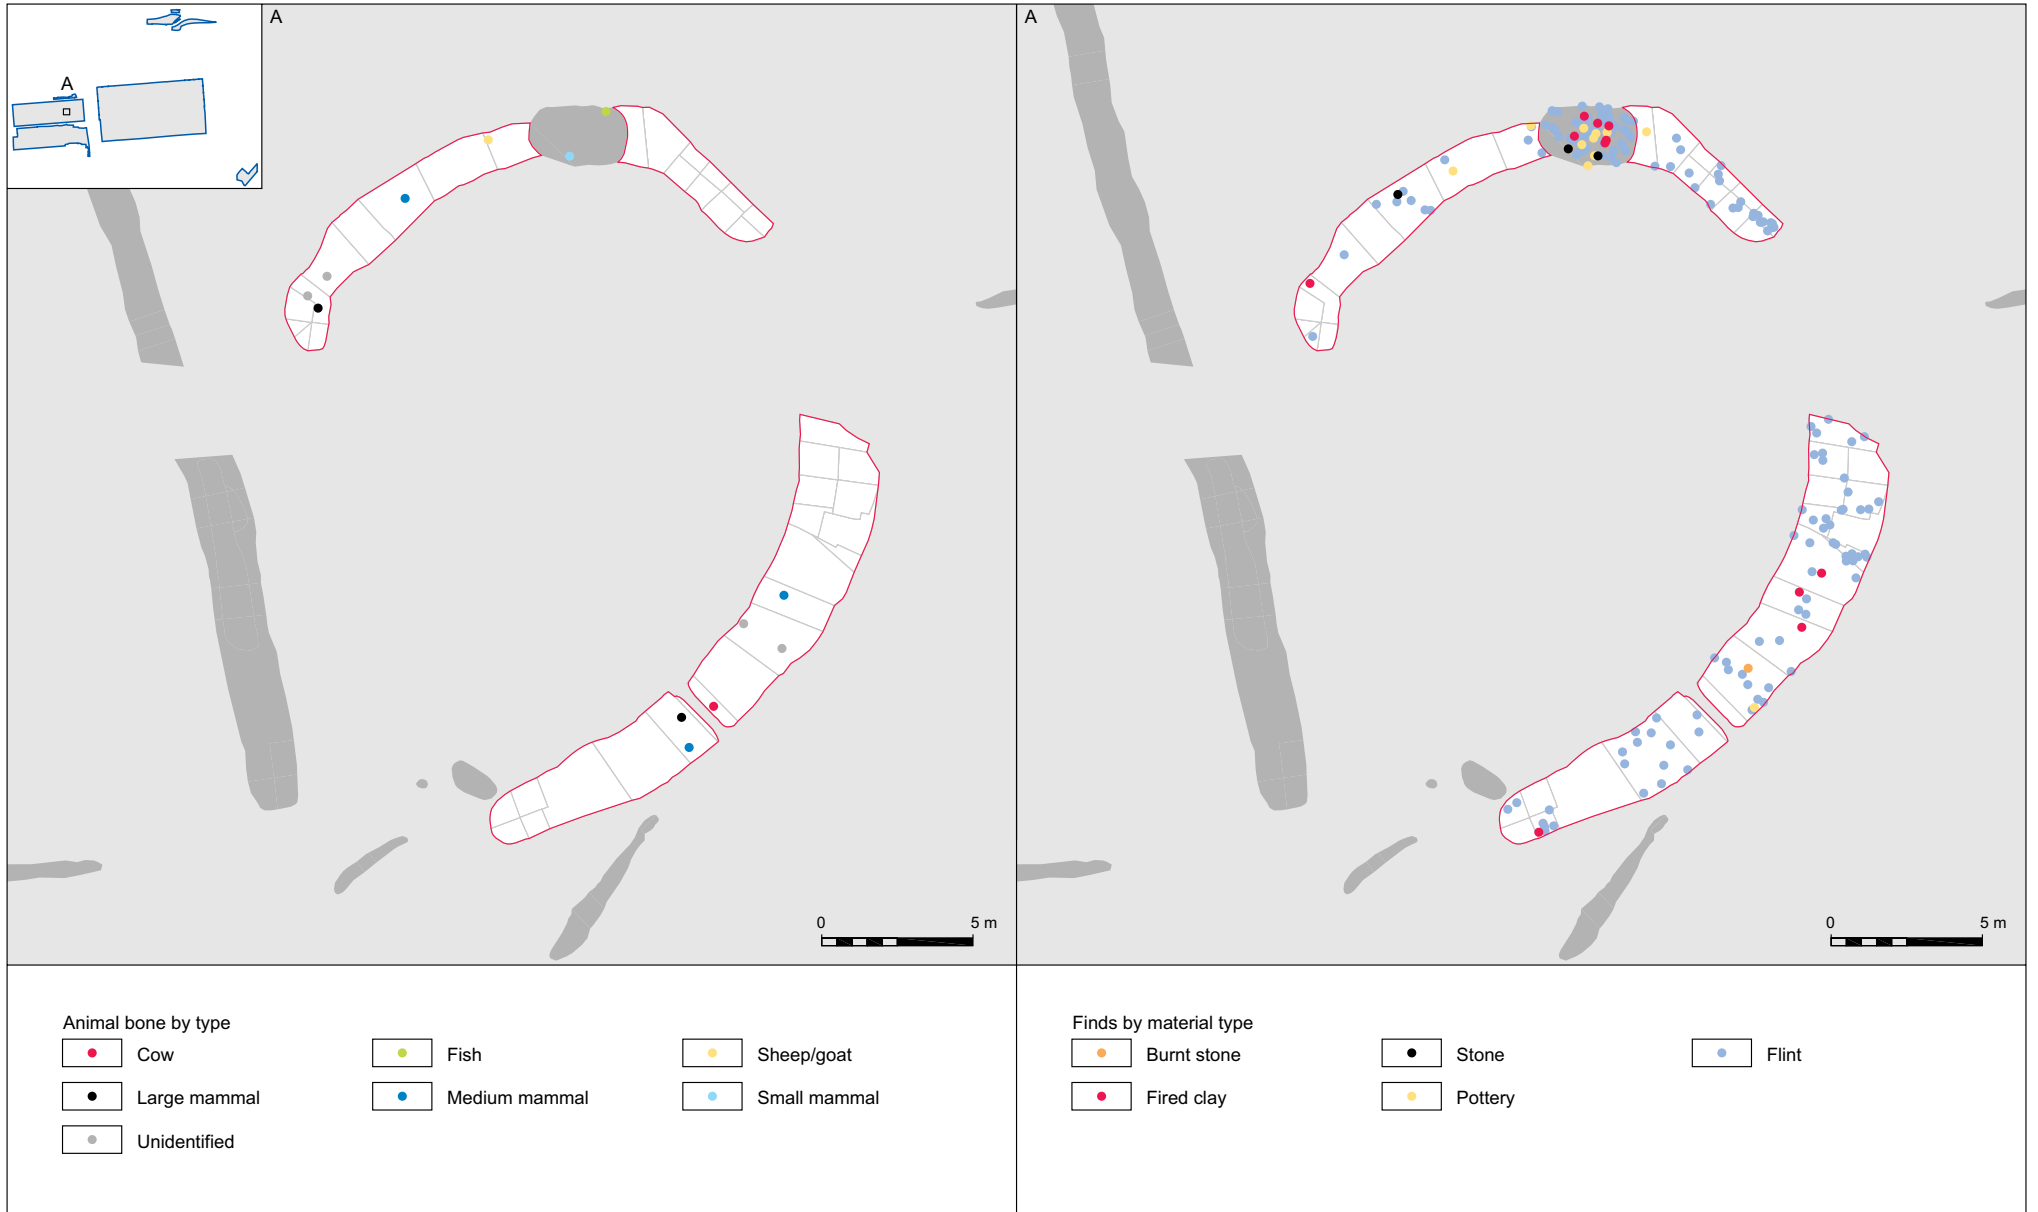 A
A
A
0 5 m
0 5 m
Animal bone by type
Cow
Fish
Sheep/goat
Large mammal
Medium mammal
Small mammal
Unidentified
Finds by material type
Burnt stone
Stone
Flint
Fired clay
Pottery